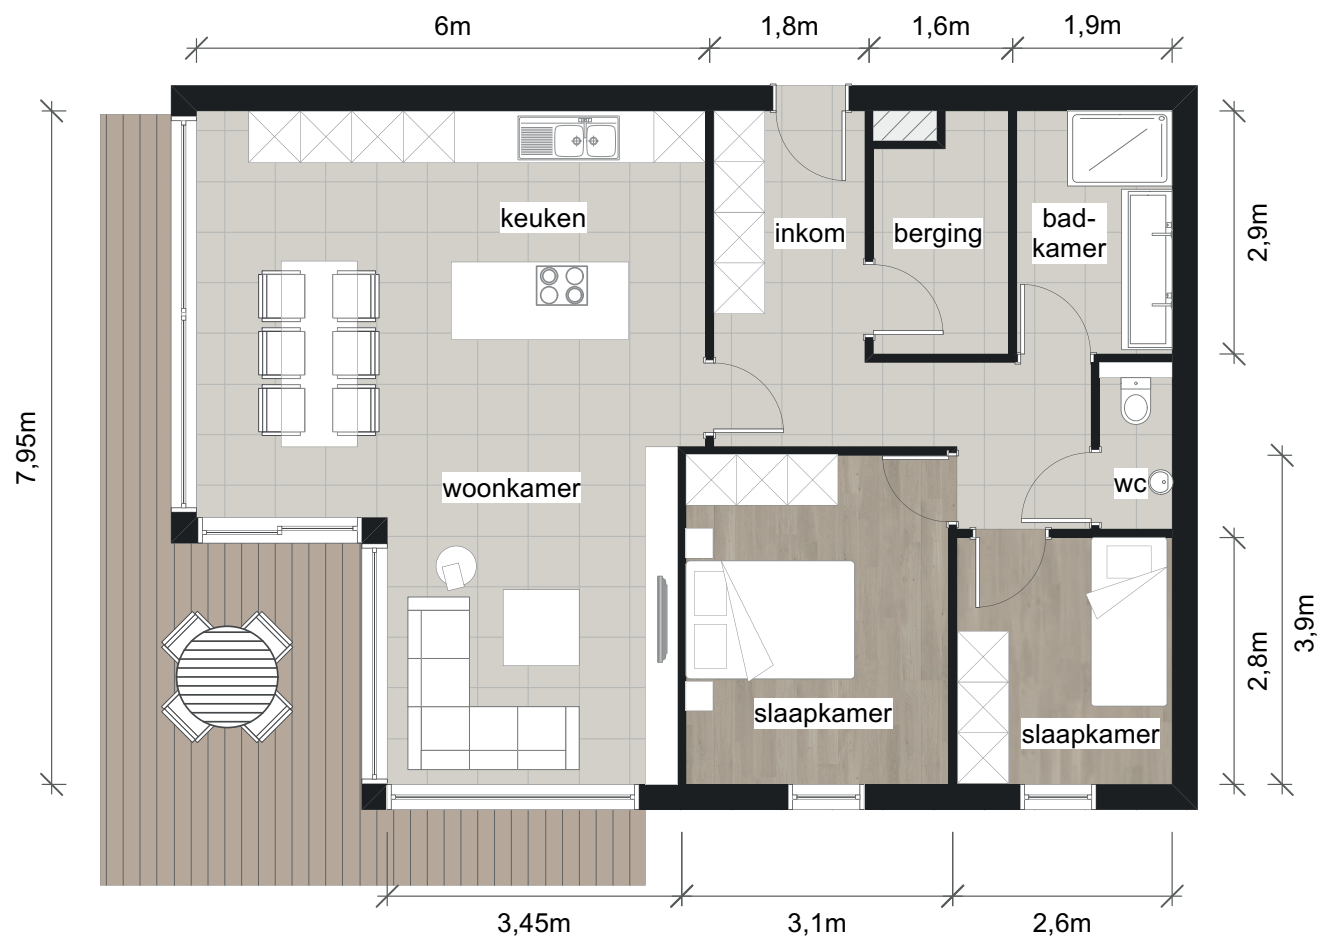 6m
1,8m
1,6m
1,9m
keuken
inkom
berging
bad-
kamer
2,9m
7,95m
woonkamer
wc
slaapkamer
slaapkamer
2,8m
3,9m
3,45m
3,1m
2,6m